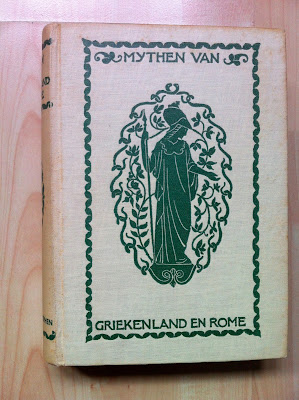 MYTHEN VAN
GRIEKENLAND EN ROME